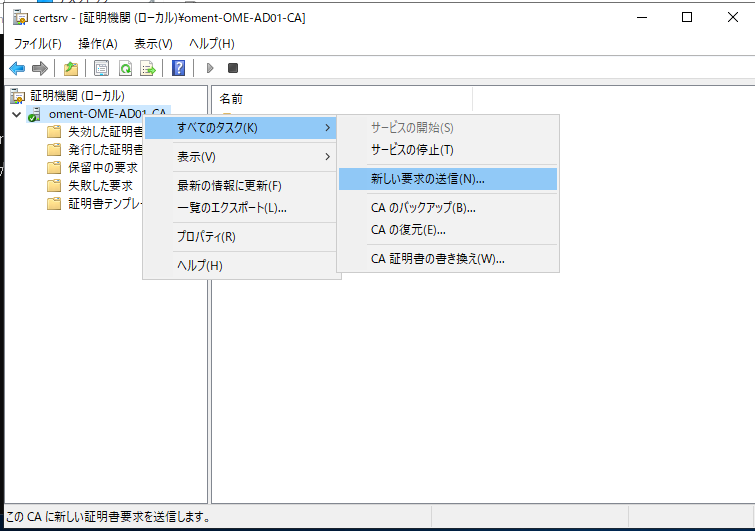 certsrv - [証明機関 (ローカル)¥oment-OME-AD01-CA]
ファイル(F) 操作(A) 表示(V) ヘルプ(H)
証明機関 (ローカル)
oment-OME-AD01-CA
失効した証明書
発行した証明書
保留中の要求
失敗した要求
証明書テンプレー
名前
すべてのタスク(K)
表示(V)
最新の情報に更新(F)
一覧のエクスポート(L)...
プロパティ(R)
ヘルプ(H)
サービスの開始(S)
サービスの停止(T)
新しい要求の送信(N)...
CA のバックアップ(B)...
CA の復元(E)...
CA 証明書の書き換え(W)...
この CA に新しい証明書要求を送信します。